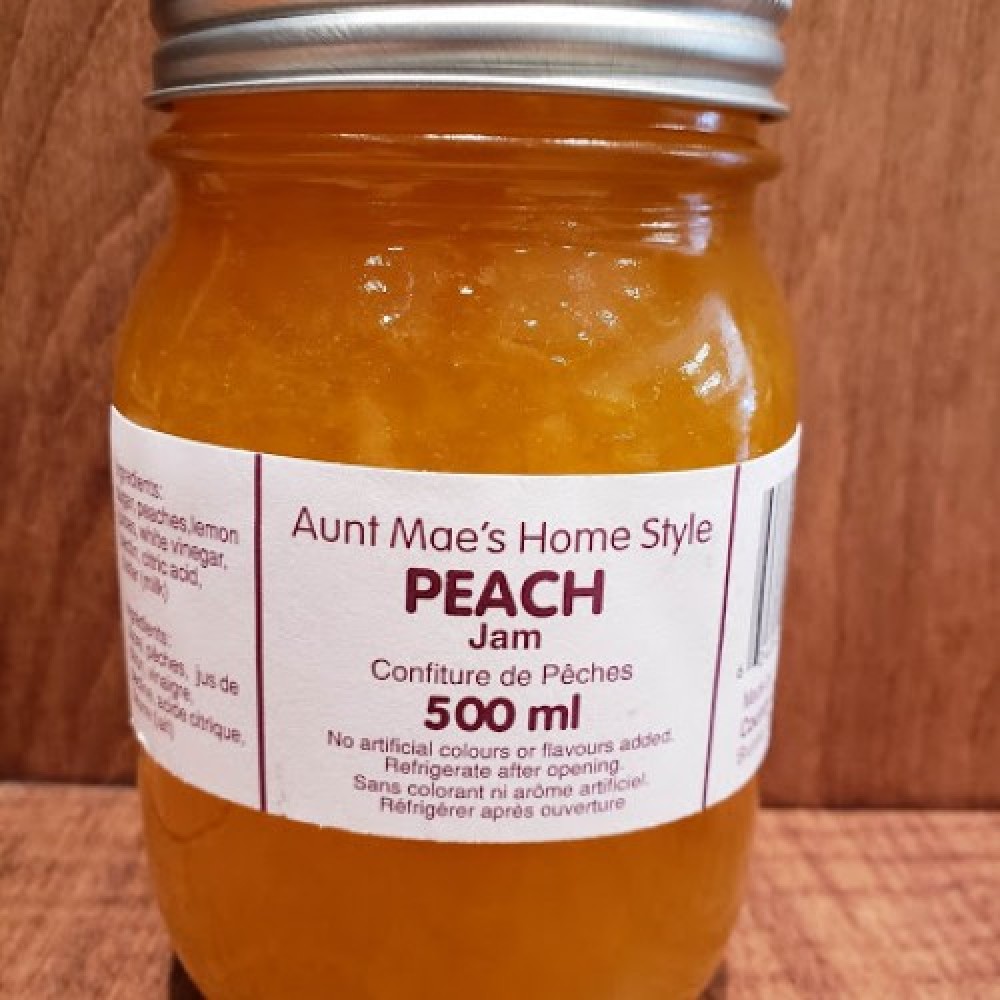 Ingredients:
peaches, lemon
white vinegar,
citric acid,
(milk)
pêches, jus de
vinaigre,
acide citrique,
Aunt Mae's Home Style
PEACH
Jam
Confiture de Pêches
500 ml
No artificial colours or flavours added.
Refrigerate after opening.
Sans colorant ni arôme artificiel.
Réfrigérer après ouverture